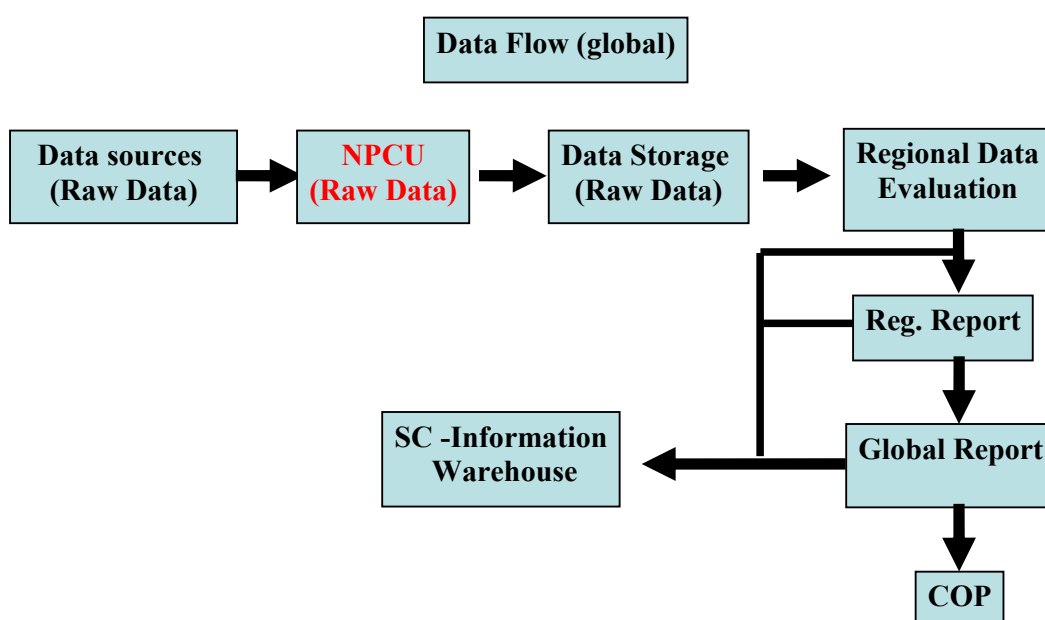 Data Flow (global)
Data sources
(Raw Data)
NPCU
(Raw Data)
Data Storage
(Raw Data)
Regional Data
Evaluation
Reg. Report
SC -Information
Warehouse
Global Report
COP